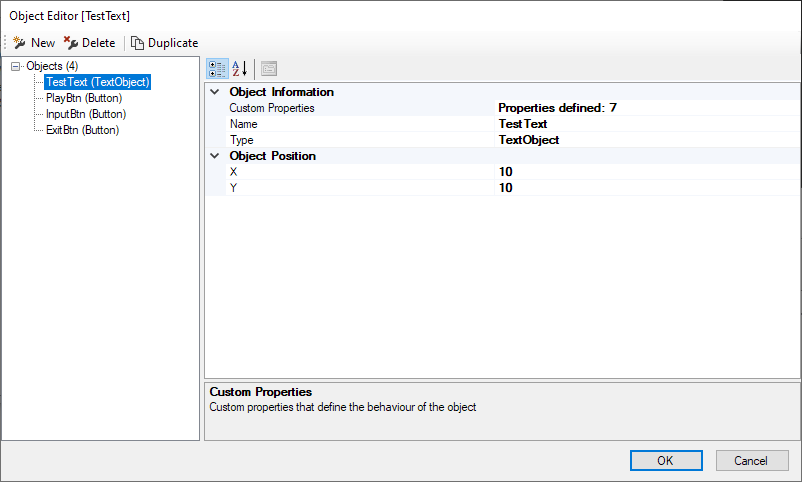 Object Editor [TestText]
New Delete Duplicate
Objects (4)
TestText (TextObject)
PlayBtn (Button)
InputBtn (Button)
ExitBtn (Button)
A Z
Object Information
Custom Properties Properties defined: 7
Name TestText
Type TextObject
Object Position
X 10
Y 10
Custom Properties
Custom properties that define the behaviour of the object
OK Cancel